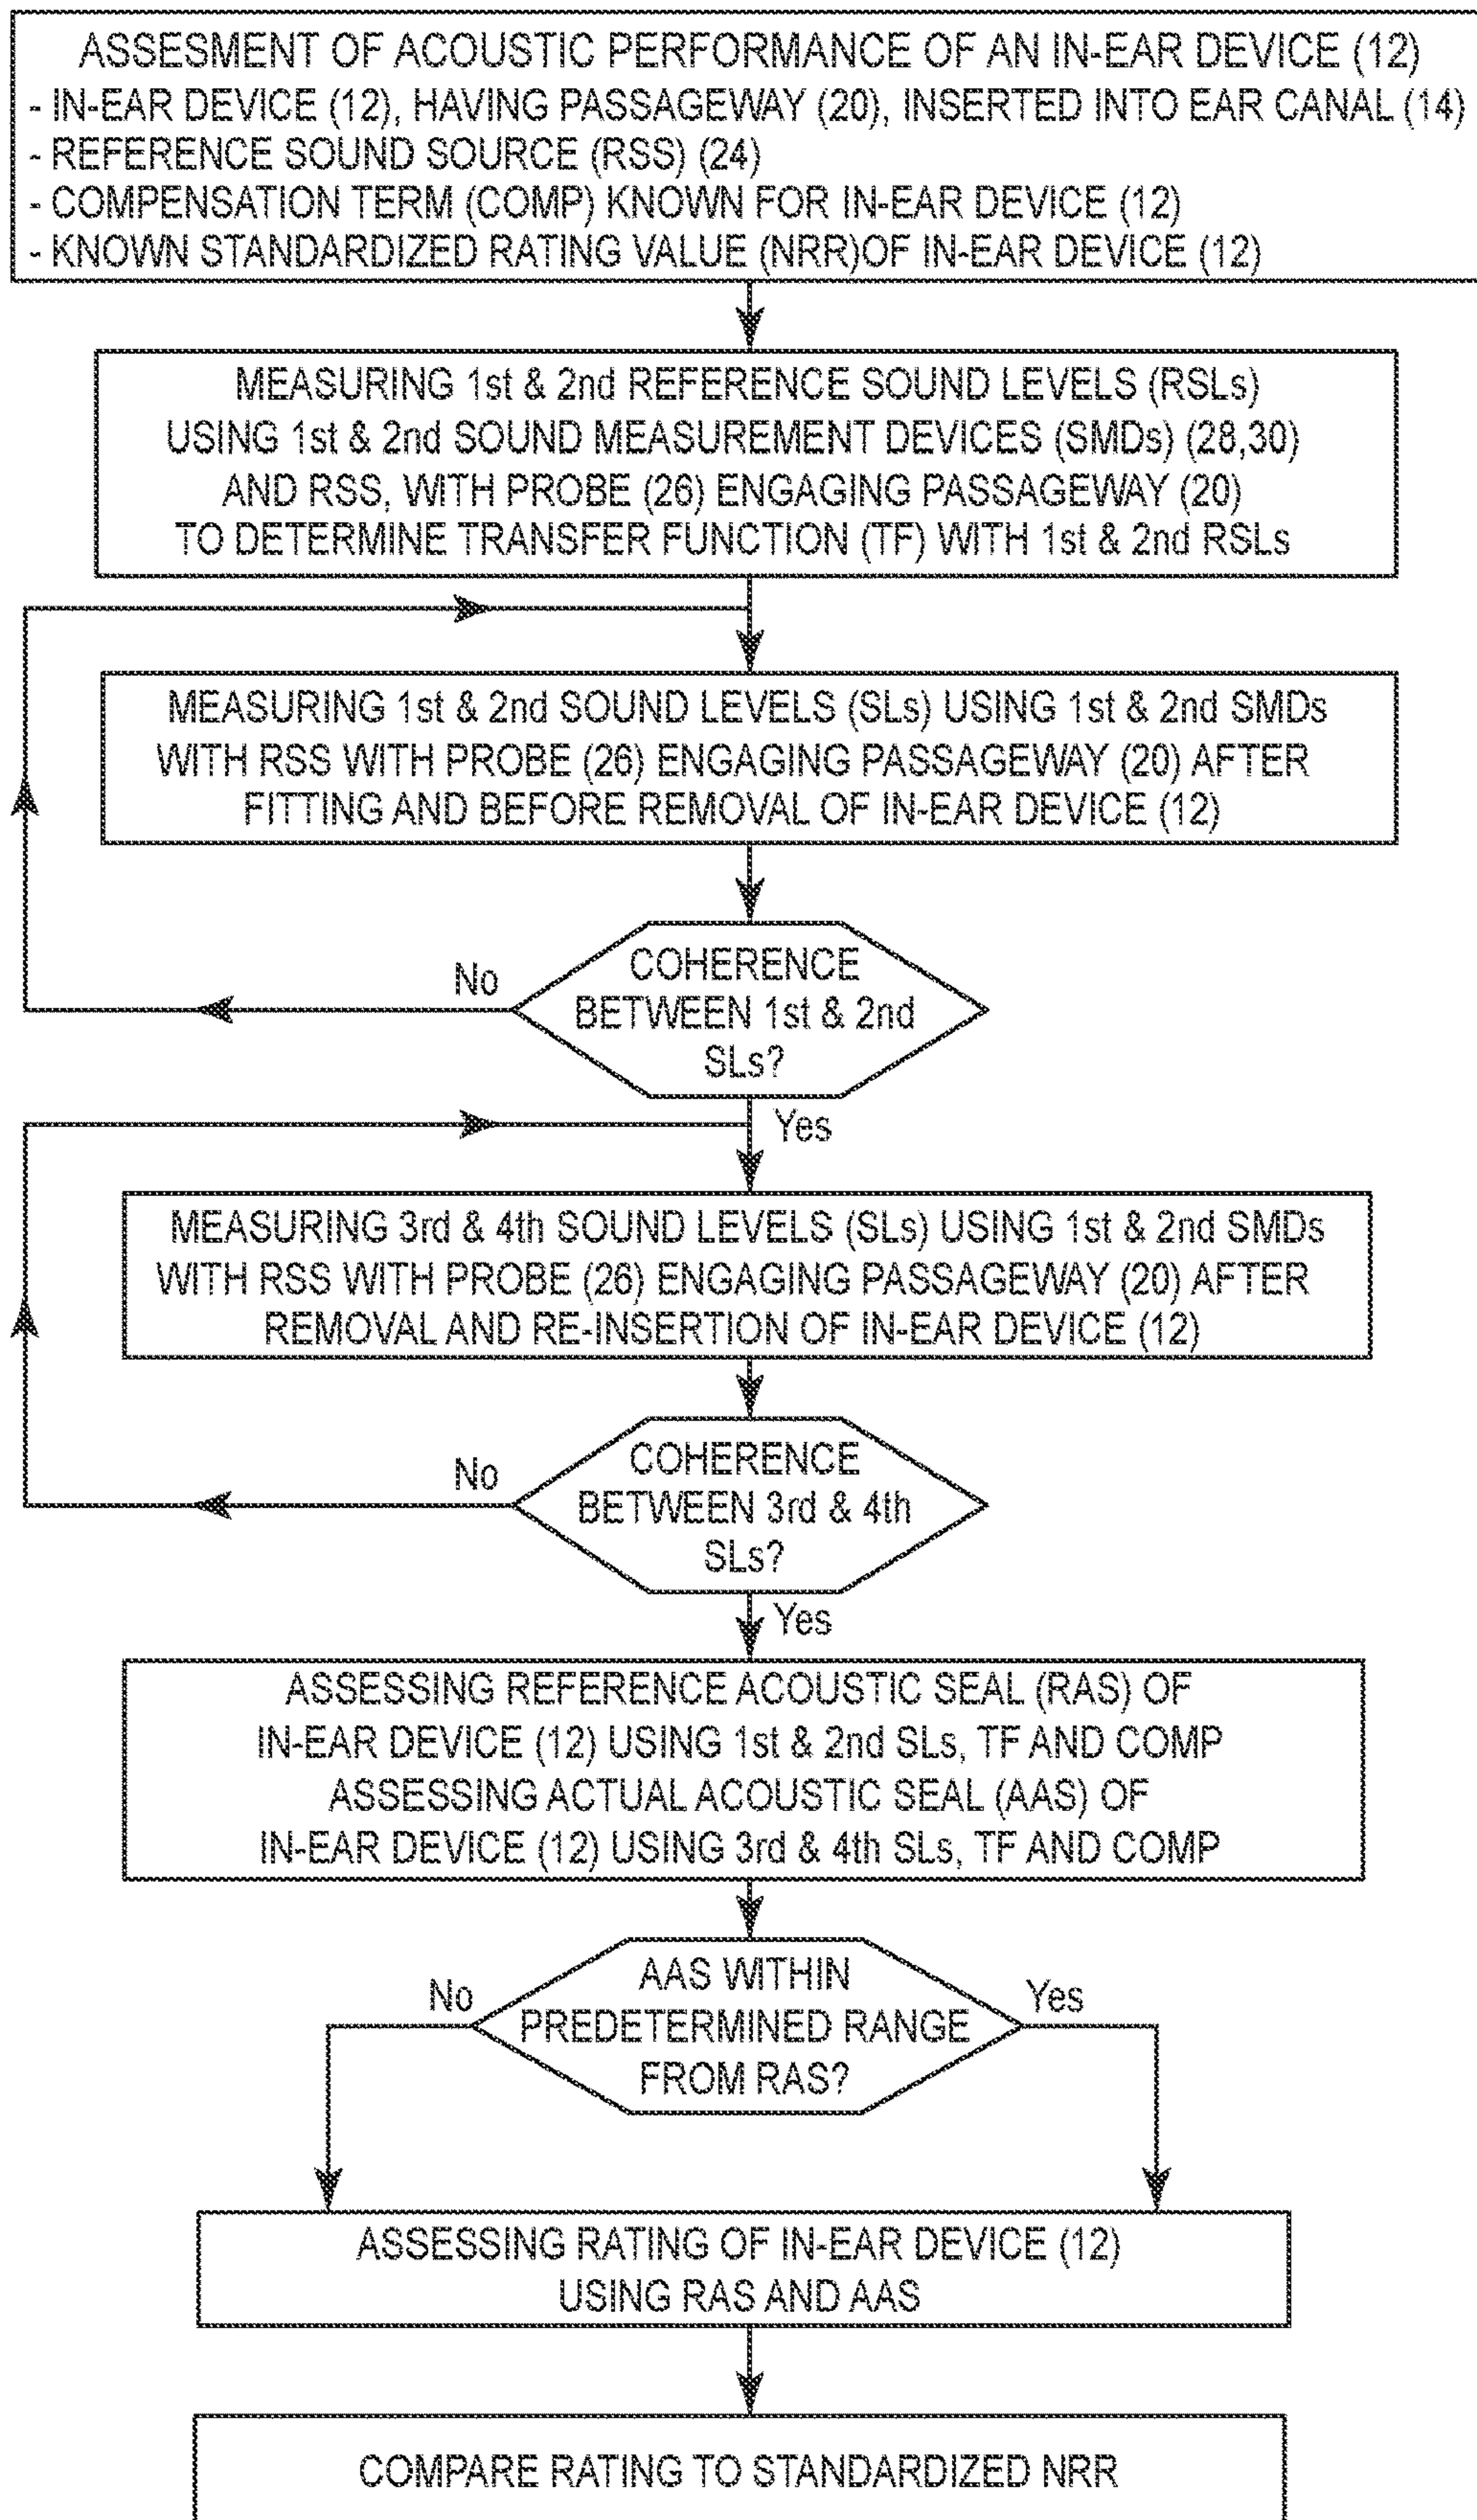 ASSESMENT OF ACOUSTIC PERFORMANCE OF AN IN-EAR DEVICE (12)
- IN-EAR DEVICE (12), HAVING PASSAGEWAY (20), INSERTED INTO EAR CANAL (14)
- REFERENCE SOUND SOURCE (RSS) (24)
- COMPENSATION TERM (COMP) KNOWN FOR IN-EAR DEVICE (12)
- KNOWN STANDARDIZED RATING VALUE (NRR)OF IN-EAR DEVICE (12)
MEASURING 1st & 2nd REFERENCE SOUND LEVELS (RSLs)
USING 1st & 2nd SOUND MEASUREMENT DEVICES (SMDs) (28,30)
AND RSS, WITH PROBE (26) ENGAGING PASSAGEWAY (20)
TO DETERMINE TRANSFER FUNCTION (TF) WITH 1st & 2nd RSLs
MEASURING 1st & 2nd SOUND LEVELS (SLs) USING 1st & 2nd SMDs
WITH RSS WITH PROBE (26) ENGAGING PASSAGEWAY (20) AFTER
FITTING AND BEFORE REMOVAL OF IN-EAR DEVICE (12)
No
COHERENCE
BETWEEN 1st & 2nd
SLs?
Yes
MEASURING 3rd & 4th SOUND LEVELS (SLs) USING 1st & 2nd SMDs
WITH RSS WITH PROBE (26) ENGAGING PASSAGEWAY (20) AFTER
REMOVAL AND RE-INSERTION OF IN-EAR DEVICE (12)
No
COHERENCE
BETWEEN 3rd & 4th
SLs?
Yes
ASSESSING REFERENCE ACOUSTIC SEAL (RAS) OF
IN-EAR DEVICE (12) USING 1st & 2nd SLs, TF AND COMP
ASSESSING ACTUAL ACOUSTIC SEAL (AAS) OF
IN-EAR DEVICE (12) USING 3rd & 4th SLs, TF AND COMP
No
AAS WITHIN
PREDETERMINED RANGE
FROM RAS?
Yes
ASSESSING RATING OF IN-EAR DEVICE (12)
USING RAS AND AAS
COMPARE RATING TO STANDARDIZED NRR